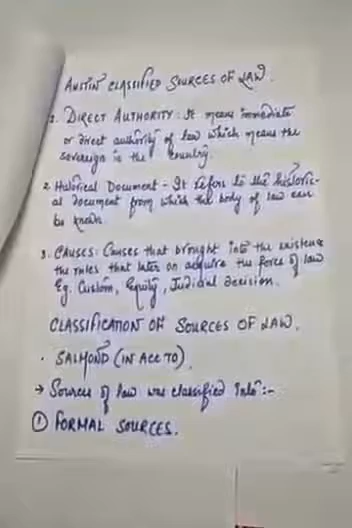 AUSTIN CLASSIFIED SOURCES OF LAW.
1. DIRECT AUTHORITY: It means immediate
or direct authority of law which means the
sovereign in the country.
2. Historical Document - It refers to the historic-
al Document from which the body of law can
be known.
3. CAUSES: Causes that brought into the existence
the rules that later on acquire the force of law
Eg. Custom, Equity, Judicial decision.
CLASSIFICATION OF SOURCES OF LAW.
• SALMOND (IN ACC TO).
→ Sources of law was classified into:-
① FORMAL SOURCES.